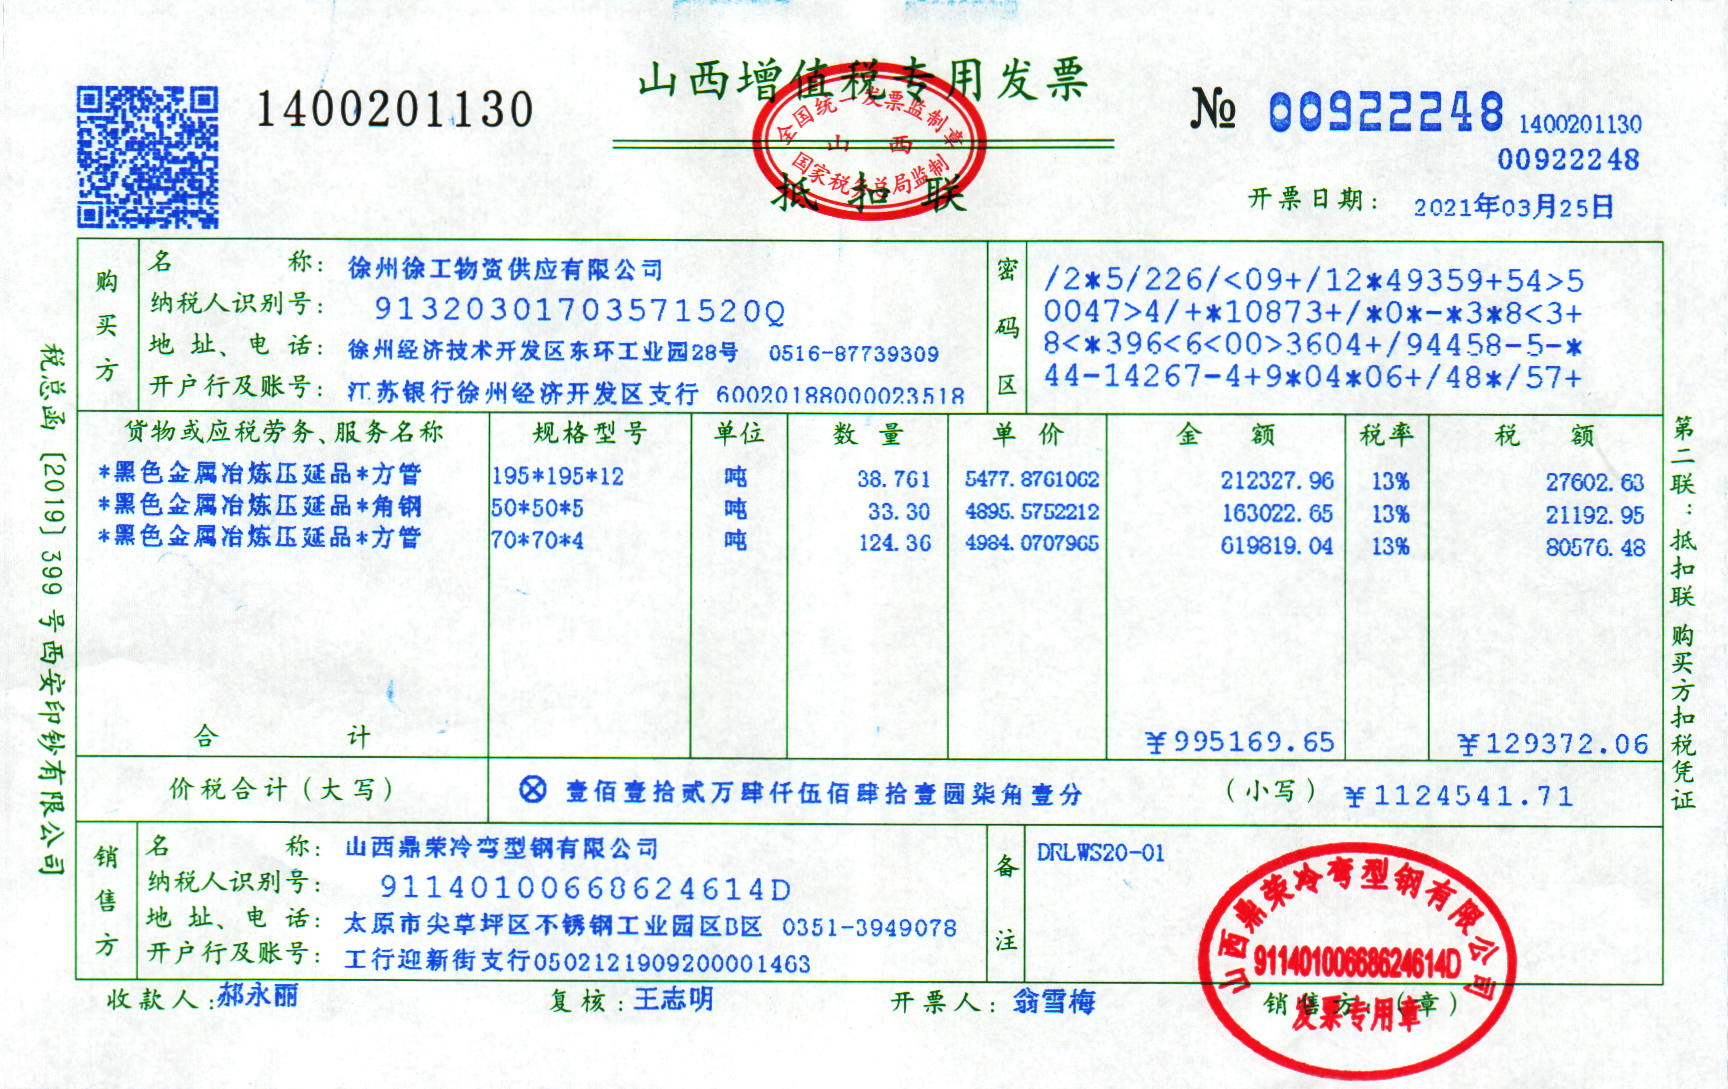 山西增值税专用发票
1400201130
№ 00922248
1400201130
00922248
全国统一发票监制章
山 西
国家税务总局监制
抵 扣 联
开票日期: 2021年03月25日
税总函〔2019〕399号西安印钞有限公司
购买方
名 称: 徐州徐工物资供应有限公司
纳税人识别号: 91320301703571520Q
地 址、电 话: 徐州经济技术开发区东环工业园28号 0516-87739309
开户行及账号: 江苏银行徐州经济开发区支行 60020188000023518
密码区
/2*5/226/<09+/12*49359+54>5
0047>4/+*10873+/*0*-*3*8<3+
8<*396<6<00>3604+/94458-5-*
44-14267-4+9*04*06+/48*/57+
货物或应税劳务、服务名称 规格型号 单位 数 量 单 价 金 额 税率 税 额
*黑色金属冶炼压延品*方管 195*195*12 吨 38.761 5477.8761062 212327.96 13% 27602.63
*黑色金属冶炼压延品*角钢 50*50*5 吨 33.30 4895.5752212 163022.65 13% 21192.95
*黑色金属冶炼压延品*方管 70*70*4 吨 124.36 4984.0707965 619819.04 13% 80576.48
合 计 ¥995169.65 ¥129372.06
价税合计(大写) ⊗壹佰壹拾贰万肆仟伍佰肆拾壹圆柒角壹分 (小写) ¥1124541.71
销售方
名 称: 山西鼎荣冷弯型钢有限公司
纳税人识别号: 91140100668624614D
地 址、电 话: 太原市尖草坪区不锈钢工业园区B区 0351-3949078
开户行及账号: 工行迎新街支行0502121909200001463
备注
DRLWS20-01
山西鼎荣冷弯型钢有限公司
91140100668624614D
发票专用章
收款人:郝永丽 复核:王志明 开票人:翁雪梅 销售方:(章)
第二联:抵扣联 购买方扣税凭证